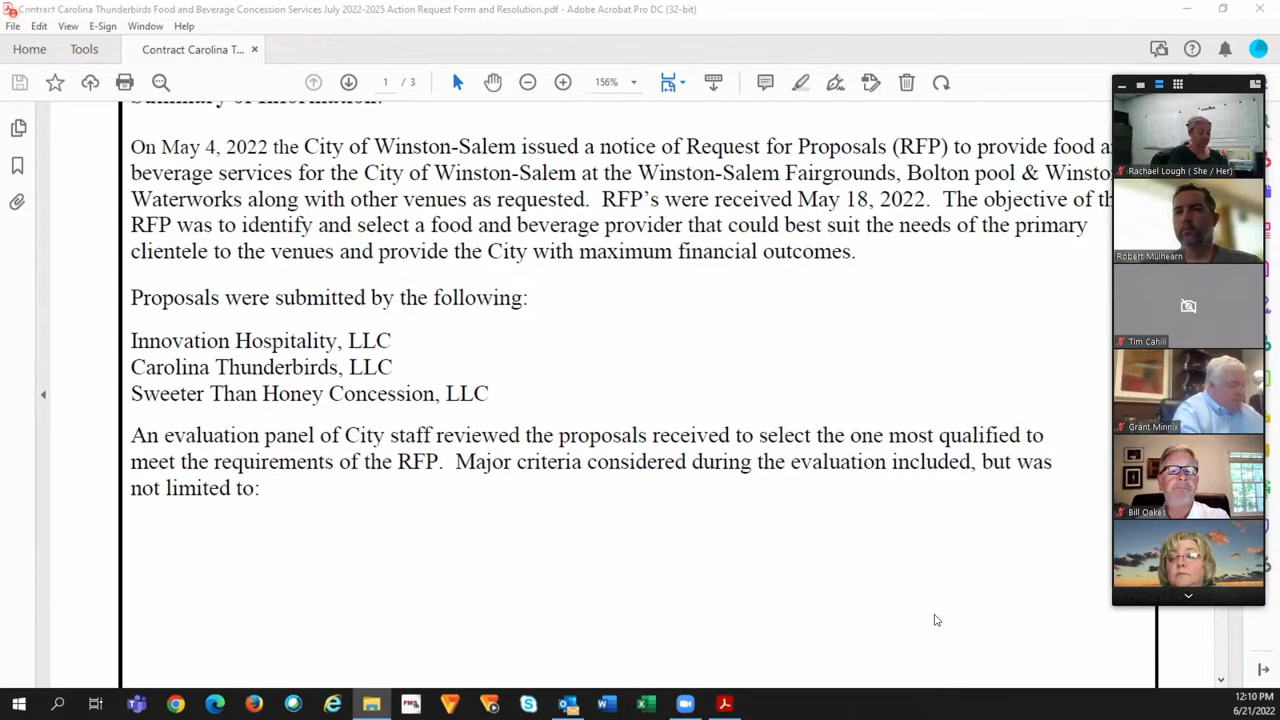 Contract Carolina Thunderbirds Food and Beverage Concession Services July 2022-2025 Action Request Form and Resolution.pdf - Adobe Acrobat Pro DC (32-bit)
File Edit View E-Sign Window Help
Home Tools Contract Carolina T... ×
1 / 3 156%
Summary of Information:
On May 4, 2022 the City of Winston-Salem issued a notice of Request for Proposals (RFP) to provide food a
beverage services for the City of Winston-Salem at the Winston-Salem Fairgrounds, Bolton pool & Winsto
Waterworks along with other venues as requested. RFP's were received May 18, 2022. The objective of th
RFP was to identify and select a food and beverage provider that could best suit the needs of the primary
clientele to the venues and provide the City with maximum financial outcomes.
Proposals were submitted by the following:
Innovation Hospitality, LLC
Carolina Thunderbirds, LLC
Sweeter Than Honey Concession, LLC
An evaluation panel of City staff reviewed the proposals received to select the one most qualified to
meet the requirements of the RFP. Major criteria considered during the evaluation included, but was
not limited to:
Rachael Lough ( She / Her)
Robert Mulhearn
Tim Cahill
Grant Minnix
Bill Oakes
12:10 PM
6/21/2022